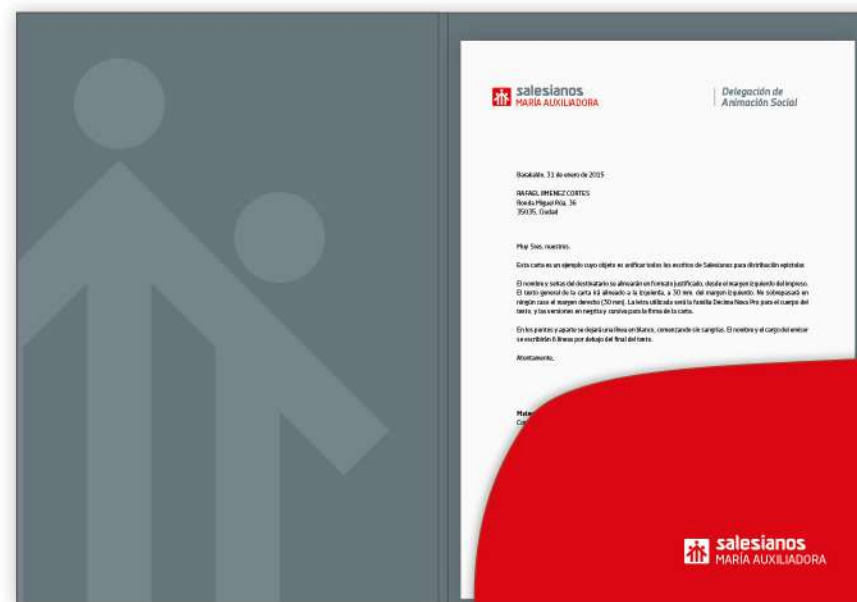 salesianos
MARÍA AUXILIADORA
Delegación de
Animación Social
Barakaldo, 31 de enero de 2015
RAFAEL JIMENEZ CORTES
Ronda Miguel Róa, 36
35035, Ciudad
Muy Sres. nuestros,
Esta carta es un ejemplo cuyo objeto es unificar todos los escritos de Salesianos para distribución epistolar.
El nombre y señas del destinatario se alinearán en formato justificado, desde el margen izquierdo del impreso.
El texto general de la carta irá alineado a la izquierda, a 30 mm. del margen izquierdo. No sobrepasará en
ningún caso el margen derecho (30 mm). La letra utilizada será la familia Decima Nova Pro para el cuerpo del
texto, y las versiones en negrita y cursiva para la firma de la carta.
En los puntos y aparte se dejará una línea en blanco, comenzando sin sangrías. El nombre y el cargo del emisor
se escribirán 6 líneas por debajo del final del texto.
Atentamente,
salesianos
MARÍA AUXILIADORA